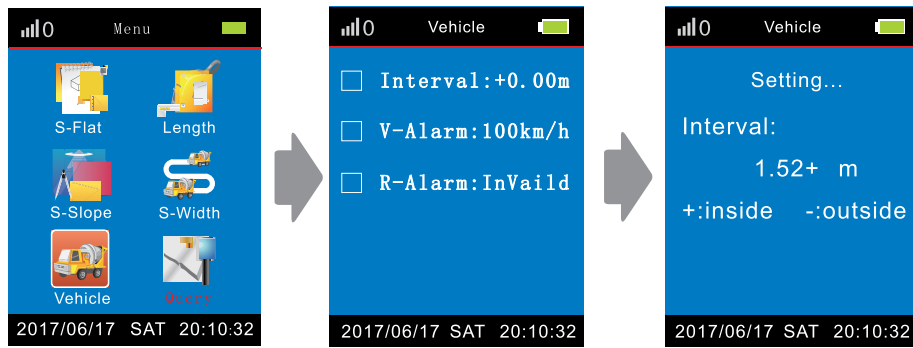 0 Menu
S-Flat Length
S-Slope S-Width
Vehicle Query
2017/06/17 SAT 20:10:32
0 Vehicle
Interval:+0.00m
V-Alarm:100km/h
R-Alarm:InVaild
2017/06/17 SAT 20:10:32
0 Vehicle
Setting...
Interval:
1.52+ m
+:inside -:outside
2017/06/17 SAT 20:10:32